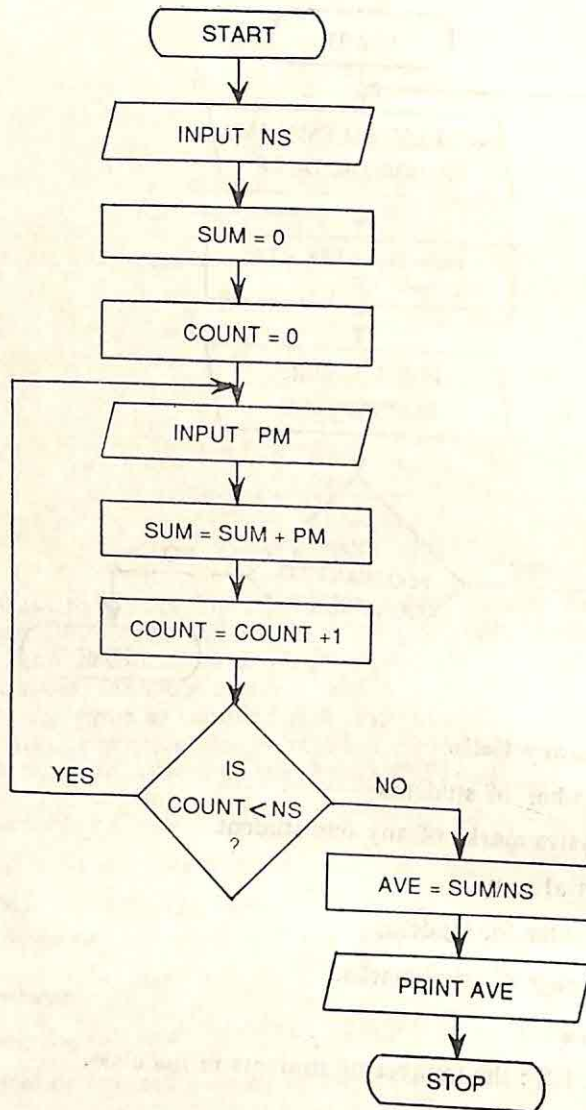 START
INPUT NS
SUM = 0
COUNT = 0
INPUT PM
SUM = SUM + PM
COUNT = COUNT +1
IS
COUNT < NS
?
YES
NO
AVE = SUM/NS
PRINT AVE
STOP